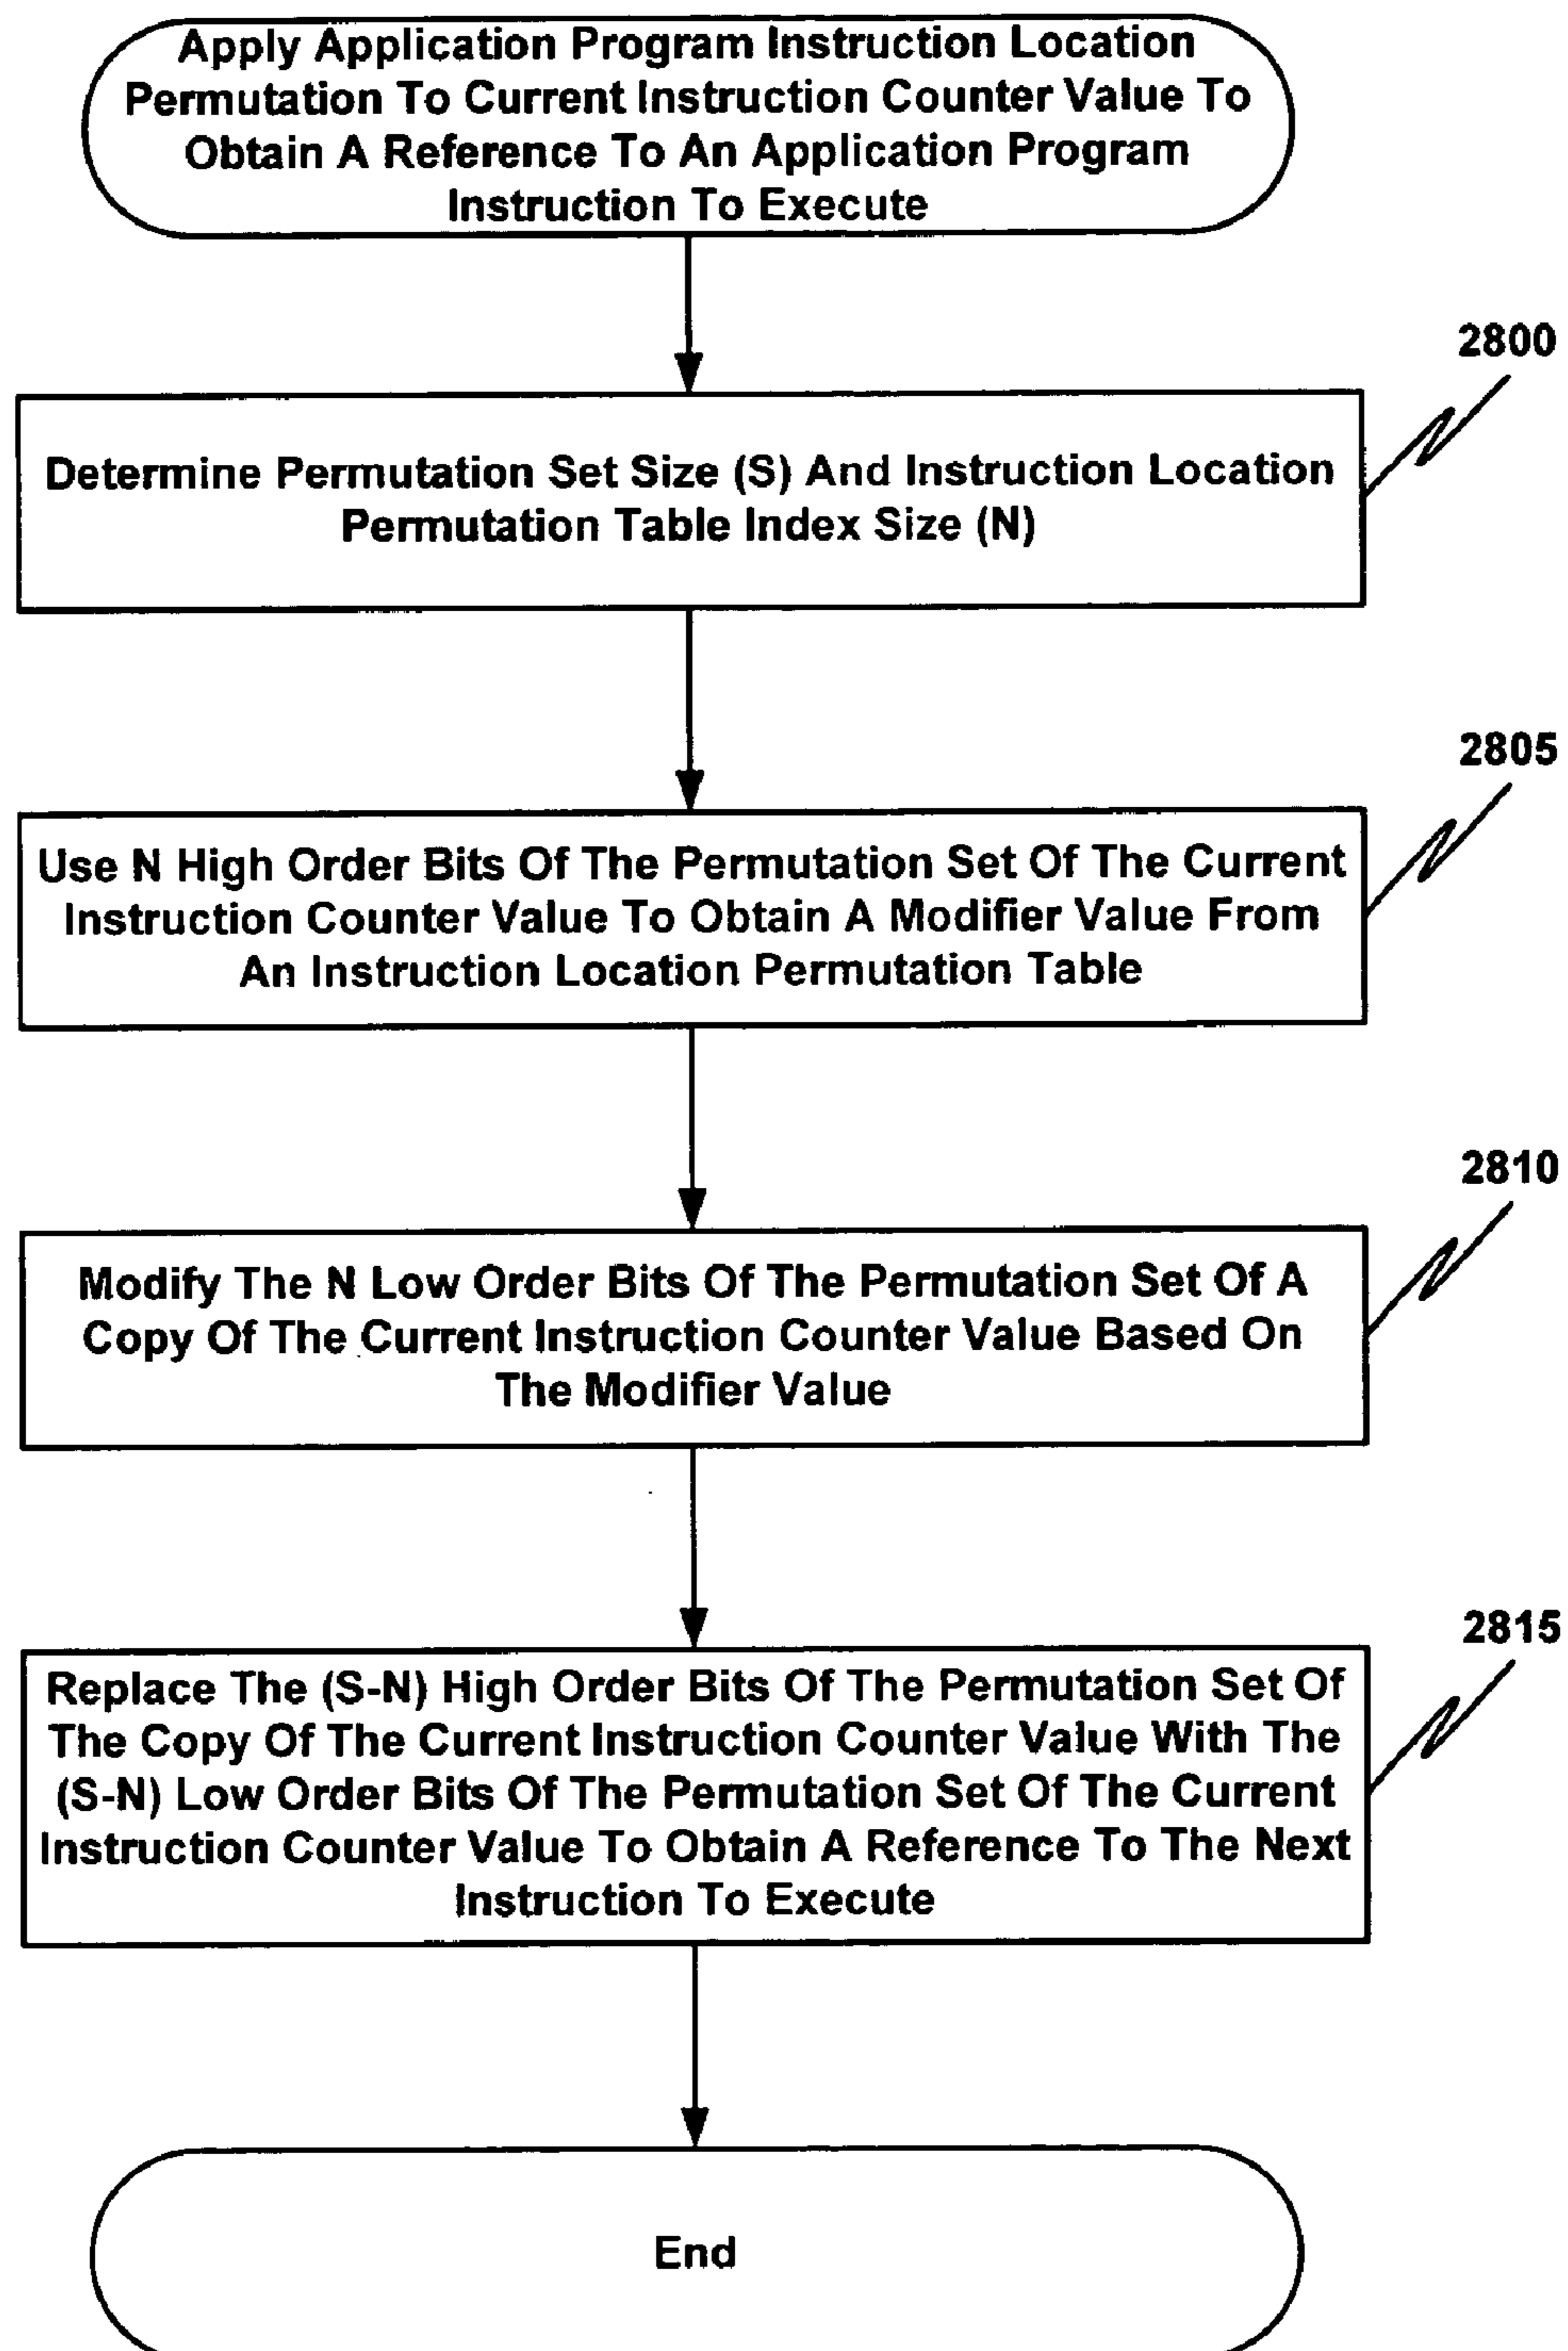 Apply Application Program Instruction Location
Permutation To Current Instruction Counter Value To
Obtain A Reference To An Application Program
Instruction To Execute
2800
Determine Permutation Set Size (S) And Instruction Location
Permutation Table Index Size (N)
2805
Use N High Order Bits Of The Permutation Set Of The Current
Instruction Counter Value To Obtain A Modifier Value From
An Instruction Location Permutation Table
2810
Modify The N Low Order Bits Of The Permutation Set Of A
Copy Of The Current Instruction Counter Value Based On
The Modifier Value
2815
Replace The (S-N) High Order Bits Of The Permutation Set Of
The Copy Of The Current Instruction Counter Value With The
(S-N) Low Order Bits Of The Permutation Set Of The Current
Instruction Counter Value To Obtain A Reference To The Next
Instruction To Execute
End